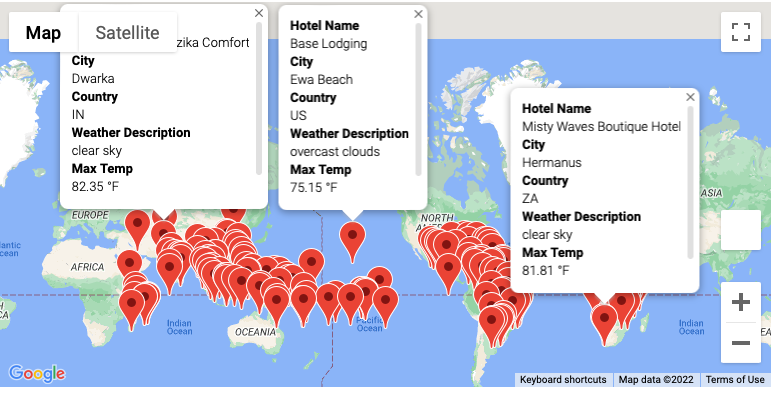 Map
Satellite
zika Comfort
City
Dwarka
Country
IN
Weather Description
clear sky
Max Temp
82.35 °F
Hotel Name
Base Lodging
City
Ewa Beach
Country
US
Weather Description
overcast clouds
Max Temp
75.15 °F
Hotel Name
Misty Waves Boutique Hotel
City
Hermanus
Country
ZA
Weather Description
clear sky
Max Temp
81.81 °F
EUROPE
NORTH
ASIA
lantic
cean
AFRICA
Indian
Ocean
OCEANIA
Pacific
Ocean
Indian
Ocean
Google
Keyboard shortcuts
Map data ©2022
Terms of Use